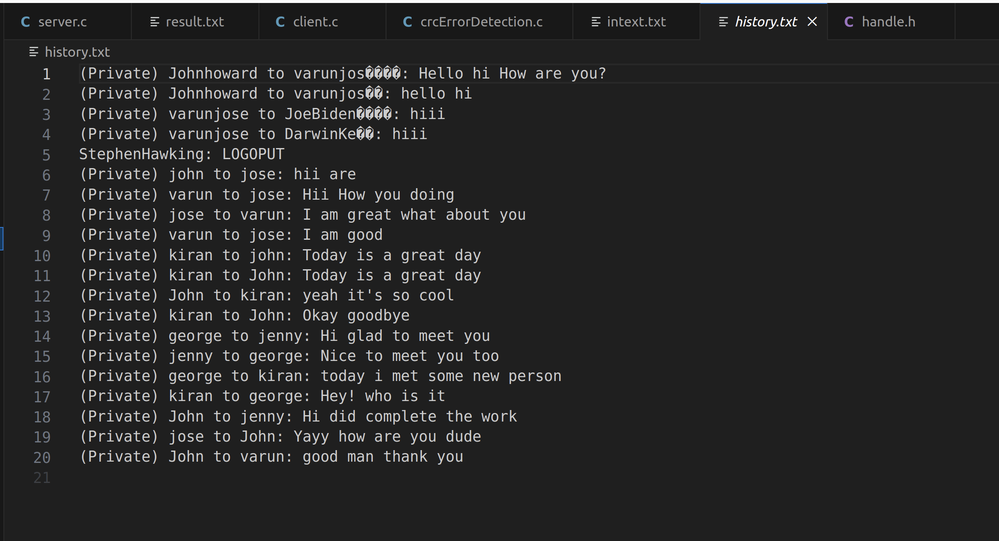 server.c result.txt client.c crcErrorDetection.c intext.txt history.txt handle.h
history.txt
1 (Private) Johnhoward to varunjos����: Hello hi How are you?
2 (Private) Johnhoward to varunjos��: hello hi
3 (Private) varunjose to JoeBiden����: hiii
4 (Private) varunjose to DarwinKe��: hiii
5 StephenHawking: LOGOPUT
6 (Private) john to jose: hii are
7 (Private) varun to jose: Hii How you doing
8 (Private) jose to varun: I am great what about you
9 (Private) varun to jose: I am good
10 (Private) kiran to john: Today is a great day
11 (Private) kiran to John: Today is a great day
12 (Private) John to kiran: yeah it's so cool
13 (Private) kiran to John: Okay goodbye
14 (Private) george to jenny: Hi glad to meet you
15 (Private) jenny to george: Nice to meet you too
16 (Private) george to kiran: today i met some new person
17 (Private) kiran to george: Hey! who is it
18 (Private) John to jenny: Hi did complete the work
19 (Private) jose to John: Yayy how are you dude
20 (Private) John to varun: good man thank you
21